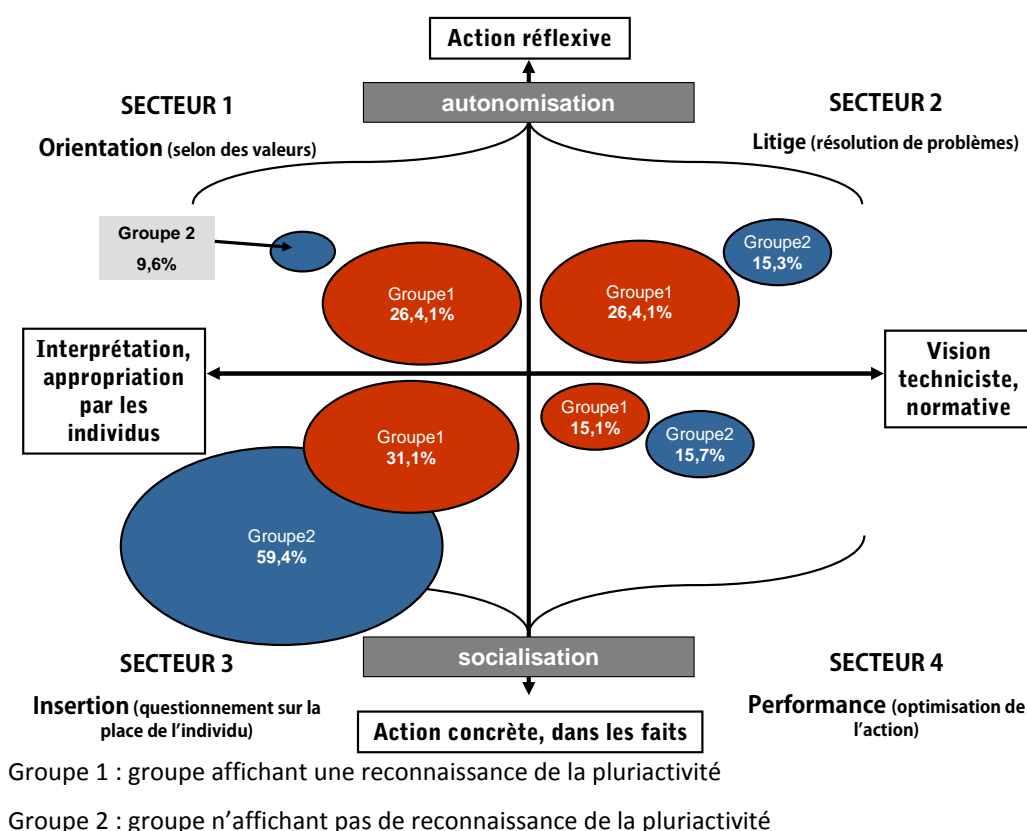 Action réflexive
autonomisation
SECTEUR 1
Orientation (selon des valeurs)
SECTEUR 2
Litige (résolution de problèmes)
Groupe 2
9,6%
Groupe1
26,4,1%
Groupe1
26,4,1%
Groupe2
15,3%
Interprétation,
appropriation
par les
individus
Vision
techniciste,
normative
Groupe1
31,1%
Groupe1
15,1%
Groupe2
15,7%
Groupe2
59,4%
socialisation
SECTEUR 3
Insertion (questionnement sur la
place de l'individu)
SECTEUR 4
Performance (optimisation de
l'action)
Action concrète, dans les faits
Groupe 1 : groupe affichant une reconnaissance de la pluriactivité
Groupe 2 : groupe n'affichant pas de reconnaissance de la pluriactivité